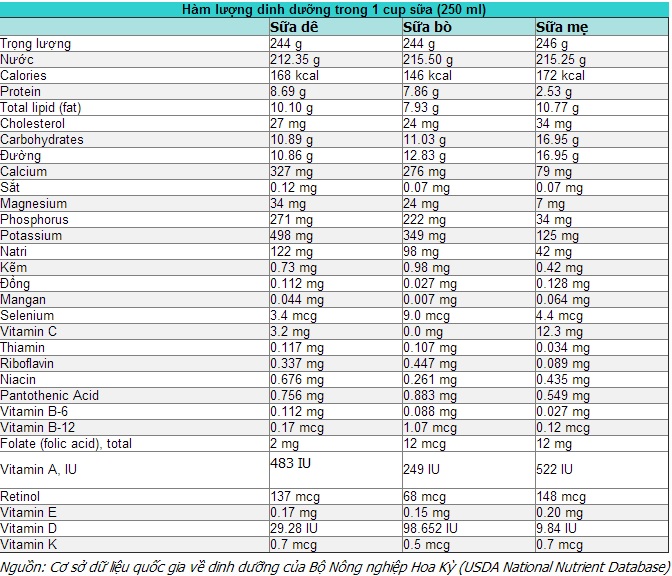 Hàm lượng dinh dưỡng trong 1 cup sữa (250 ml)
Sữa dê Sữa bò Sữa mẹ
Trọng lượng 244 g 244 g 246 g
Nước 212.35 g 215.50 g 215.25 g
Calories 168 kcal 146 kcal 172 kcal
Protein 8.69 g 7.86 g 2.53 g
Total lipid (fat) 10.10 g 7.93 g 10.77 g
Cholesterol 27 mg 24 mg 34 mg
Carbohydrates 10.89 g 11.03 g 16.95 g
Đường 10.86 g 12.83 g 16.95 g
Calcium 327 mg 276 mg 79 mg
Sắt 0.12 mg 0.07 mg 0.07 mg
Magnesium 34 mg 24 mg 7 mg
Phosphorus 271 mg 222 mg 34 mg
Potassium 498 mg 349 mg 125 mg
Natri 122 mg 98 mg 42 mg
Kẽm 0.73 mg 0.98 mg 0.42 mg
Đồng 0.112 mg 0.027 mg 0.128 mg
Mangan 0.044 mg 0.007 mg 0.064 mg
Selenium 3.4 mcg 9.0 mcg 4.4 mcg
Vitamin C 3.2 mg 0.0 mg 12.3 mg
Thiamin 0.117 mg 0.107 mg 0.034 mg
Riboflavin 0.337 mg 0.447 mg 0.089 mg
Niacin 0.676 mg 0.261 mg 0.435 mg
Pantothenic Acid 0.756 mg 0.883 mg 0.549 mg
Vitamin B-6 0.112 mg 0.088 mg 0.027 mg
Vitamin B-12 0.17 mcg 1.07 mcg 0.12 mcg
Folate (folic acid), total 2 mg 12 mcg 12 mg
Vitamin A, IU 483 IU 249 IU 522 IU
Retinol 137 mcg 68 mcg 148 mcg
Vitamin E 0.17 mg 0.15 mg 0.20 mg
Vitamin D 29.28 IU 98.652 IU 9.84 IU
Vitamin K 0.7 mcg 0.5 mcg 0.7 mcg
Nguồn: Cơ sở dữ liệu quốc gia về dinh dưỡng của Bộ Nông nghiệp Hoa Kỳ (USDA National Nutrient Database)